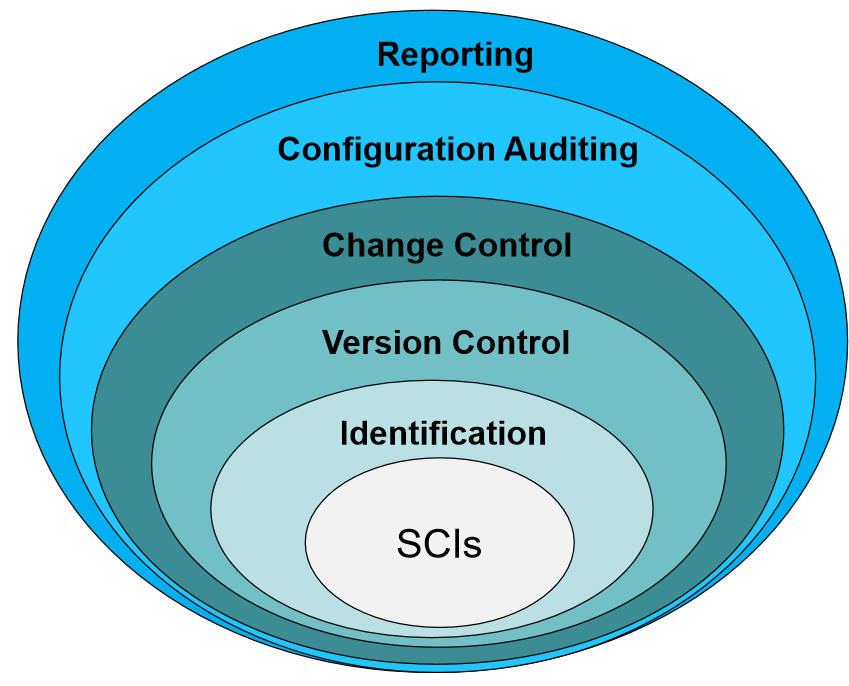 Reporting
Configuration Auditing
Change Control
Version Control
Identification
SCIs